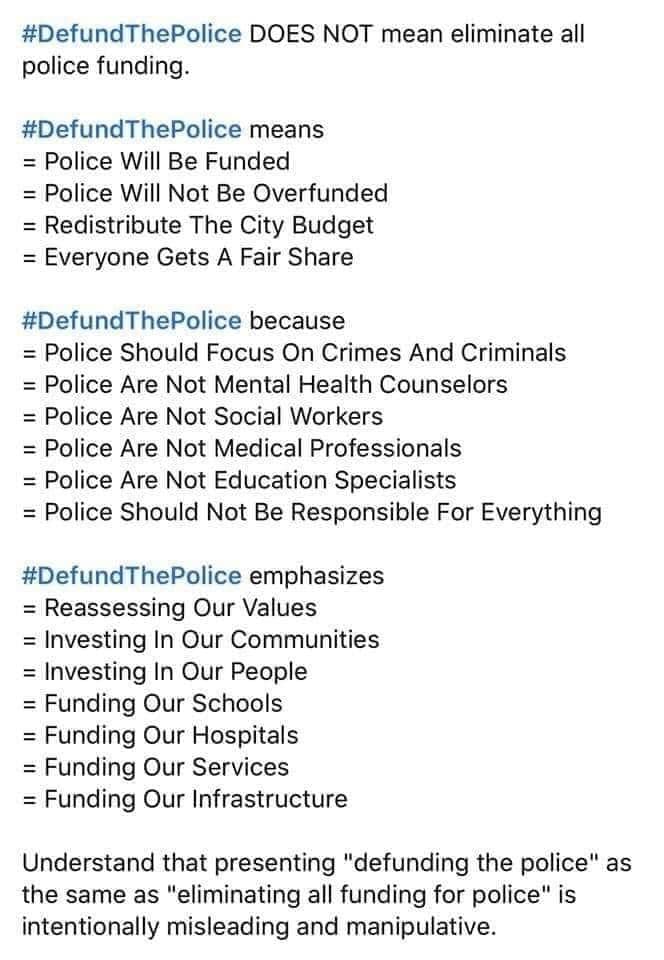 #DefundThePolice DOES NOT mean eliminate all
police funding.
#DefundThePolice means
= Police Will Be Funded
= Police Will Not Be Overfunded
= Redistribute The City Budget
= Everyone Gets A Fair Share
#DefundThePolice because
= Police Should Focus On Crimes And Criminals
= Police Are Not Mental Health Counselors
= Police Are Not Social Workers
= Police Are Not Medical Professionals
= Police Are Not Education Specialists
= Police Should Not Be Responsible For Everything
#DefundThePolice emphasizes
= Reassessing Our Values
= Investing In Our Communities
= Investing In Our People
= Funding Our Schools
= Funding Our Hospitals
= Funding Our Services
= Funding Our Infrastructure
Understand that presenting "defunding the police" as
the same as "eliminating all funding for police" is
intentionally misleading and manipulative.